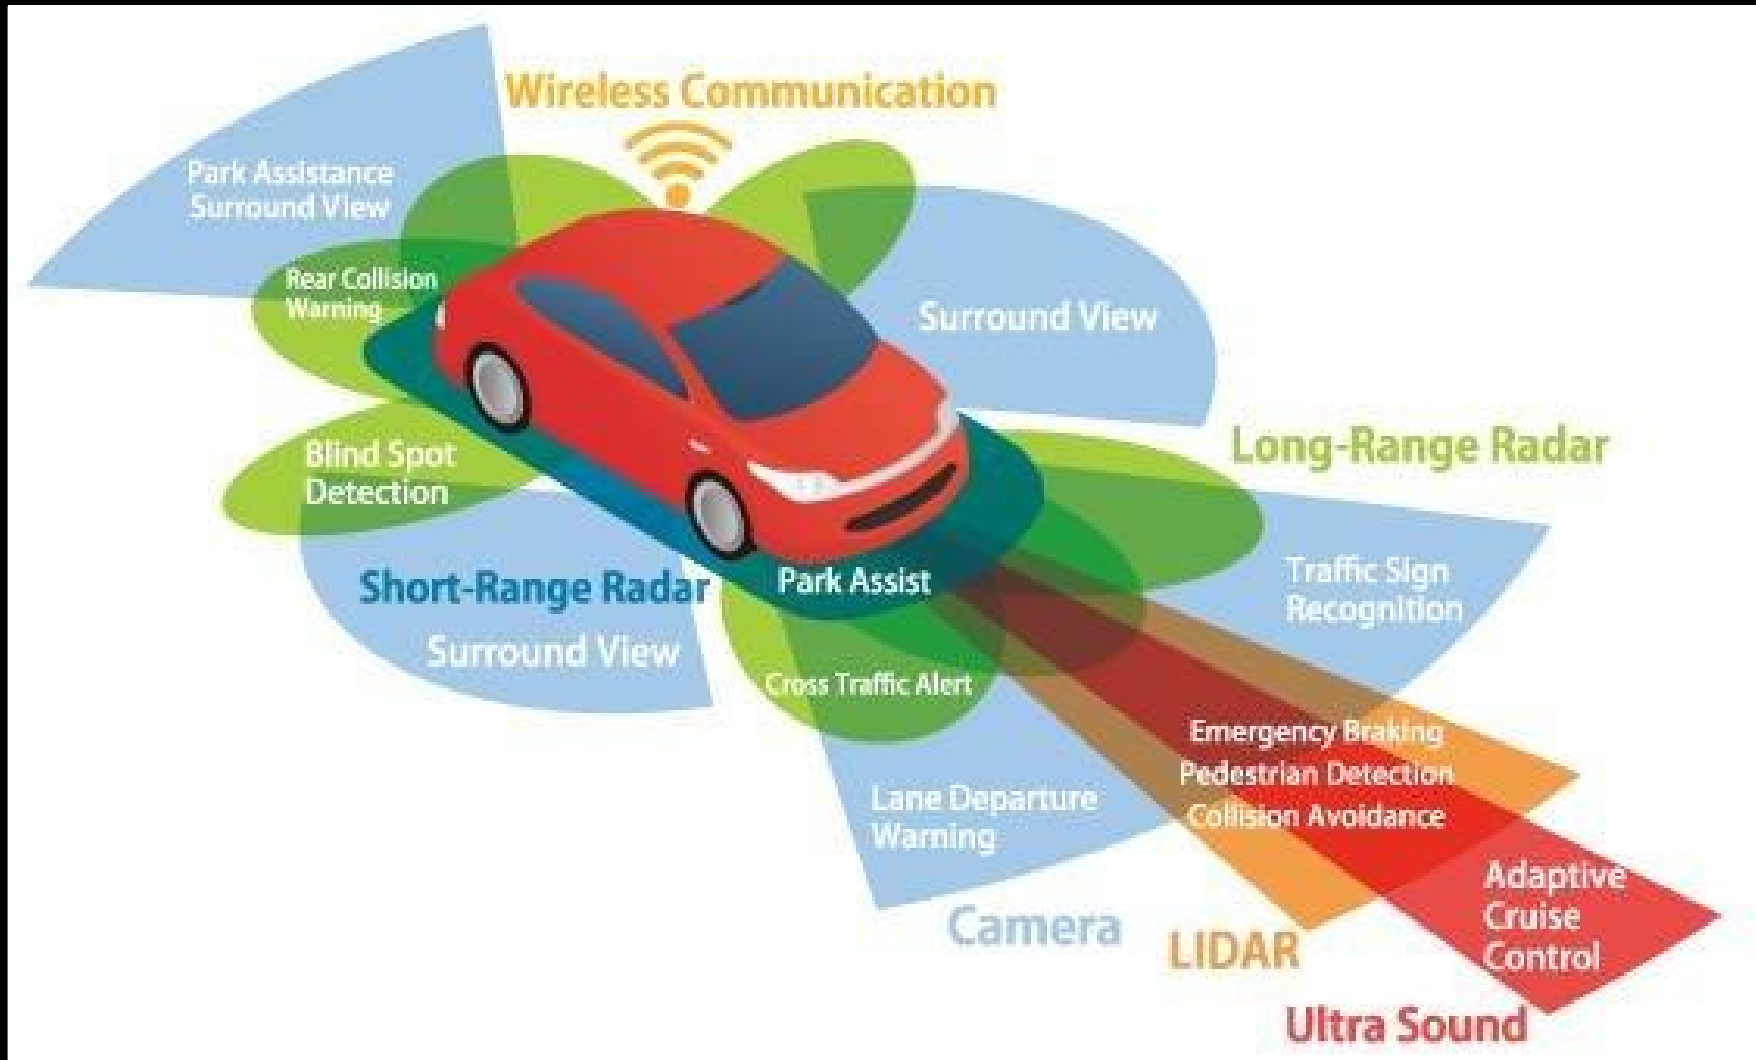 Wireless Communication
Park Assistance
Surround View
Rear Collision
Warning
Surround View
Blind Spot
Detection
Long-Range Radar
Short-Range Radar
Park Assist
Traffic Sign
Recognition
Surround View
Cross Traffic Alert
Emergency Braking
Pedestrian Detection
Collision Avoidance
Lane Departure
Warning
Adaptive
Cruise
Control
Camera
LIDAR
Ultra Sound